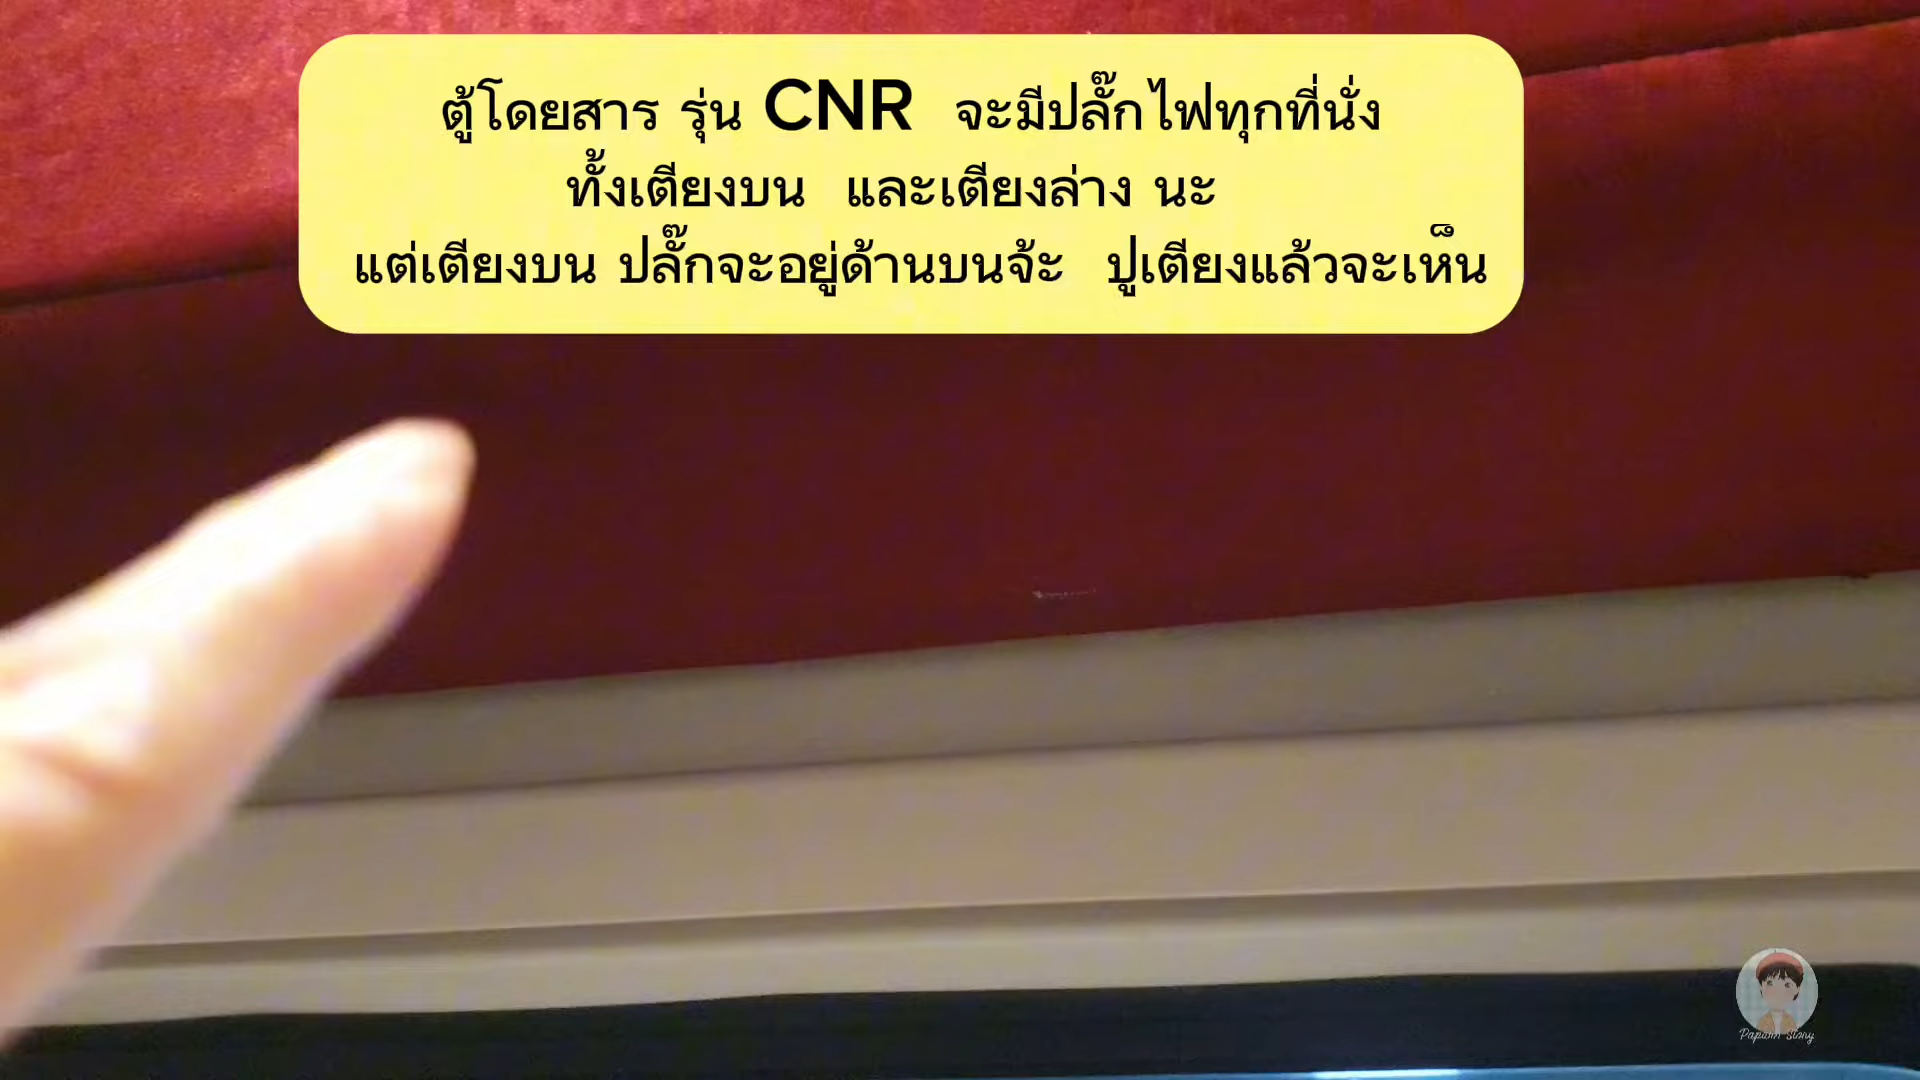 ตู้โดยสาร รุ่น CNR จะมีปลั๊กไฟทุกที่นั่ง
ทั้งเตียงบน และเตียงล่าง นะ
แต่เตียงบน ปลั๊กจะอยู่ด้านบนจ้ะ ปูเตียงแล้วจะเห็น